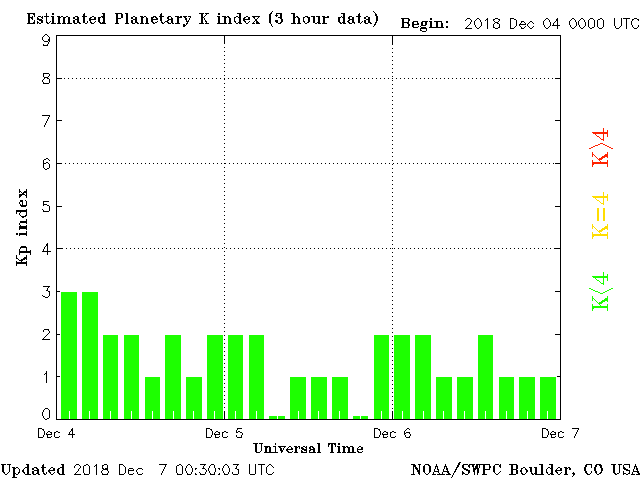 Estimated Planetary K index (3 hour data) Begin: 2018 Dec 04 0000 UTC
9
8
7
6
5
4
3
2
1
0
Kp index
K>4
K=4
K<4
Dec 4 Dec 5 Dec 6 Dec 7
Universal Time
Updated 2018 Dec 7 00:30:03 UTC NOAA/SWPC Boulder, CO USA